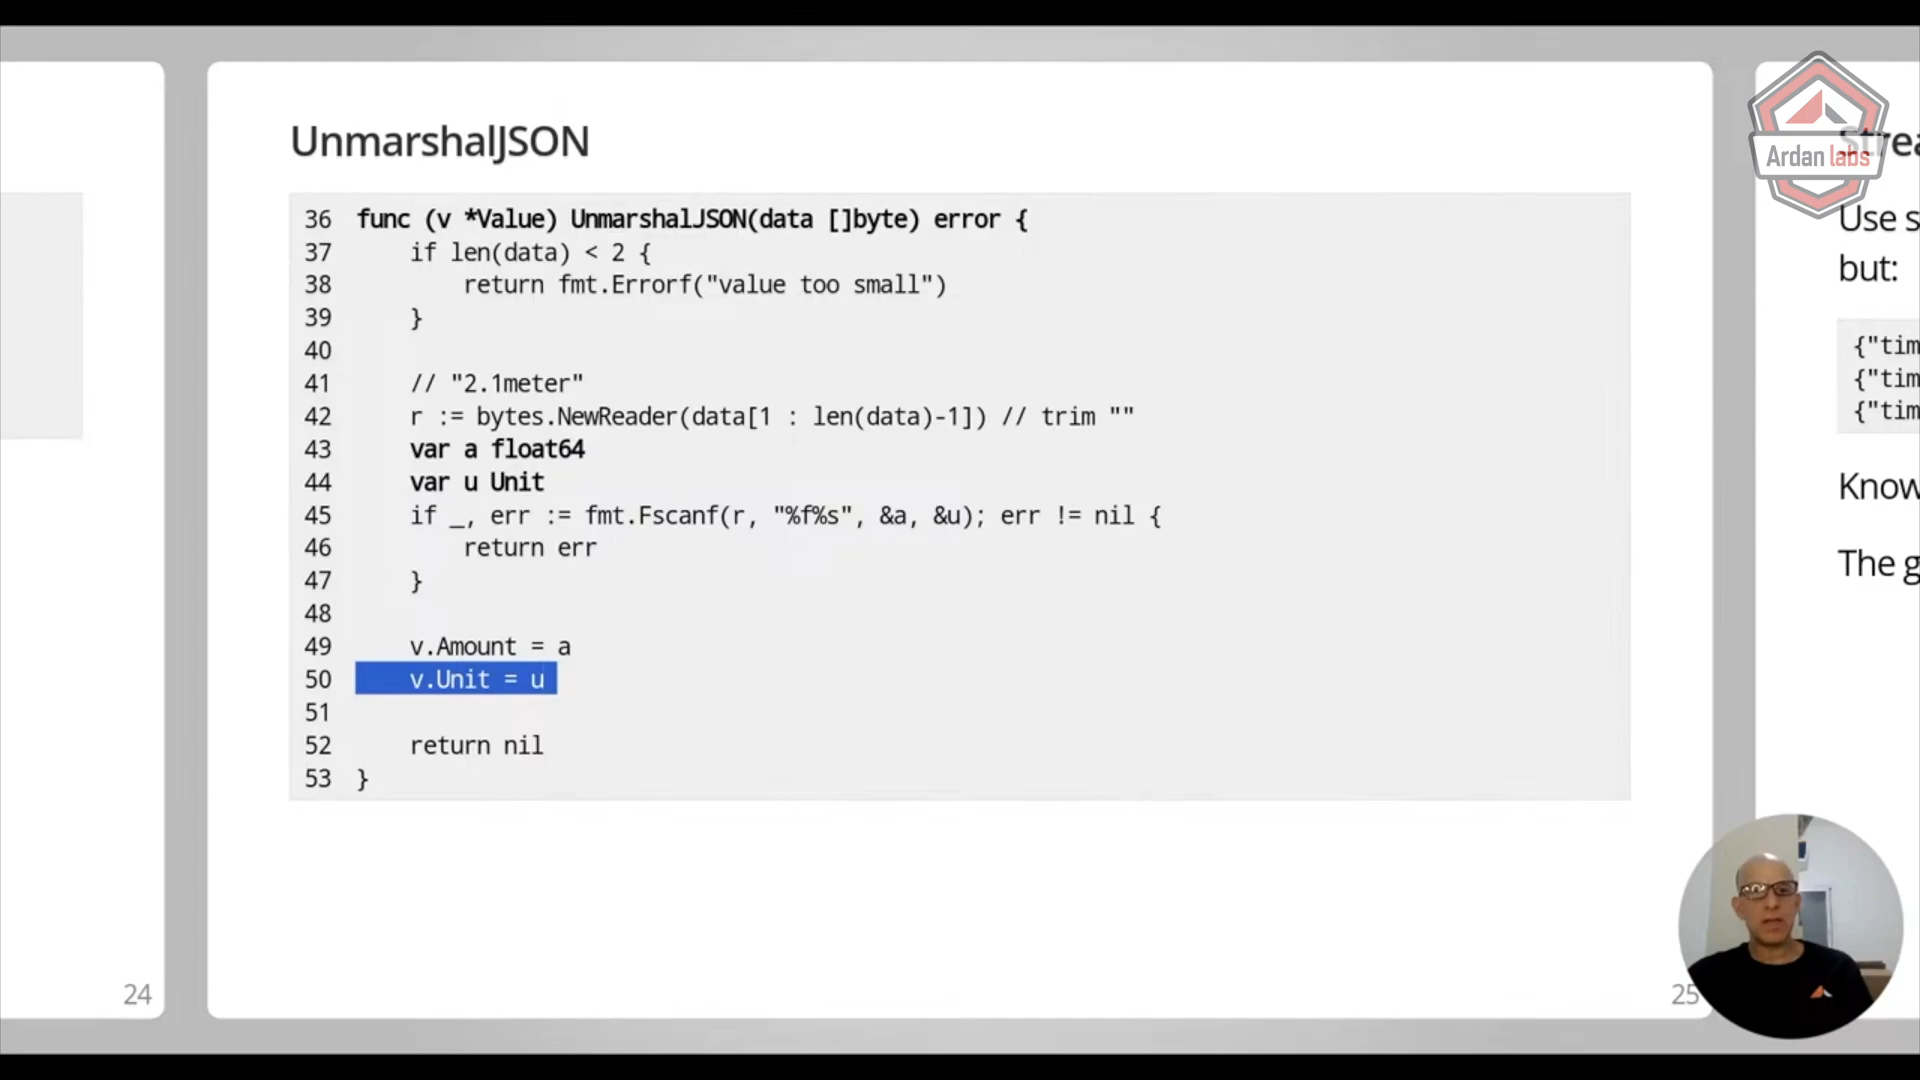 UnmarshalJSON
36 func (v *Value) UnmarshalJSON(data []byte) error {
37     if len(data) < 2 {
38         return fmt.Errorf("value too small")
39     }
40
41     // "2.1meter"
42     r := bytes.NewReader(data[1 : len(data)-1]) // trim ""
43     var a float64
44     var u Unit
45     if _, err := fmt.Fscanf(r, "%f%s", &a, &u); err != nil {
46         return err
47     }
48
49     v.Amount = a
50     v.Unit = u
51
52     return nil
53 }
24
25
Ardan labs
Use s
but:
{"tim
{"tim
{"tim
Know
The g